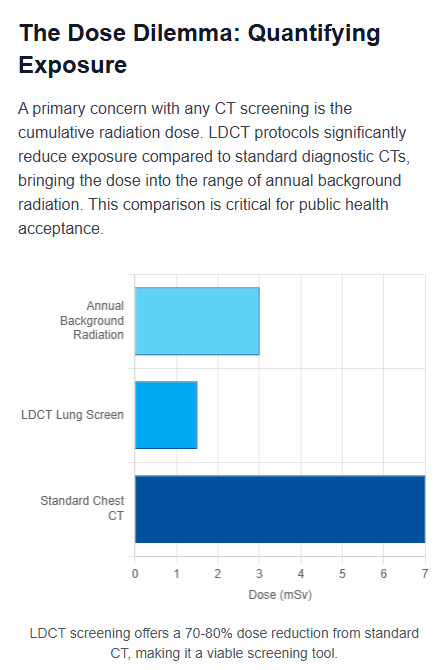 The Dose Dilemma: Quantifying
Exposure
A primary concern with any CT screening is the
cumulative radiation dose. LDCT protocols significantly
reduce exposure compared to standard diagnostic CTs,
bringing the dose into the range of annual background
radiation. This comparison is critical for public health
acceptance.
Annual
Background
Radiation
LDCT Lung Screen
Standard Chest
CT
0 1 2 3 4 5 6 7
Dose (mSv)
LDCT screening offers a 70-80% dose reduction from standard
CT, making it a viable screening tool.